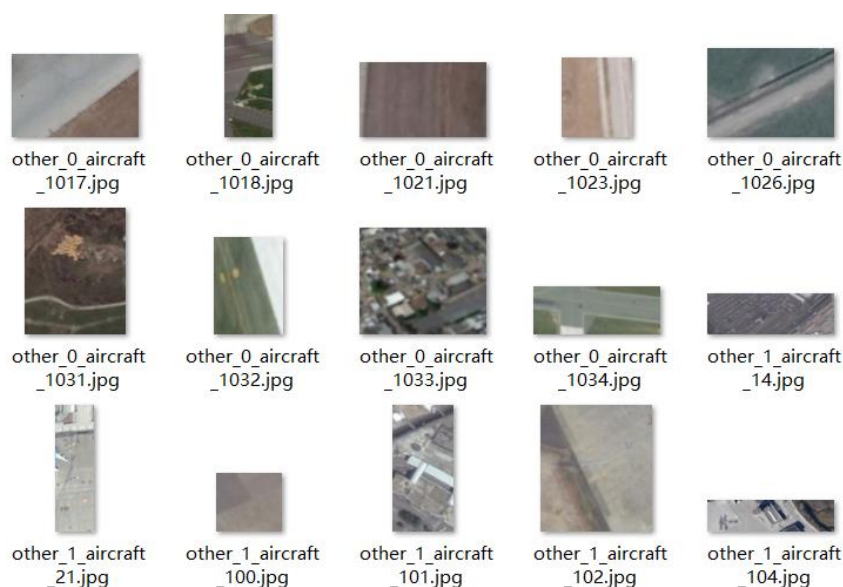 other_0_aircraft
_1017.jpg
other_0_aircraft
_1018.jpg
other_0_aircraft
_1021.jpg
other_0_aircraft
_1023.jpg
other_0_aircraft
_1026.jpg
other_0_aircraft
_1031.jpg
other_0_aircraft
_1032.jpg
other_0_aircraft
_1033.jpg
other_0_aircraft
_1034.jpg
other_1_aircraft
_14.jpg
other_1_aircraft
_21.jpg
other_1_aircraft
_100.jpg
other_1_aircraft
_101.jpg
other_1_aircraft
_102.jpg
other_1_aircraft
_104.jpg